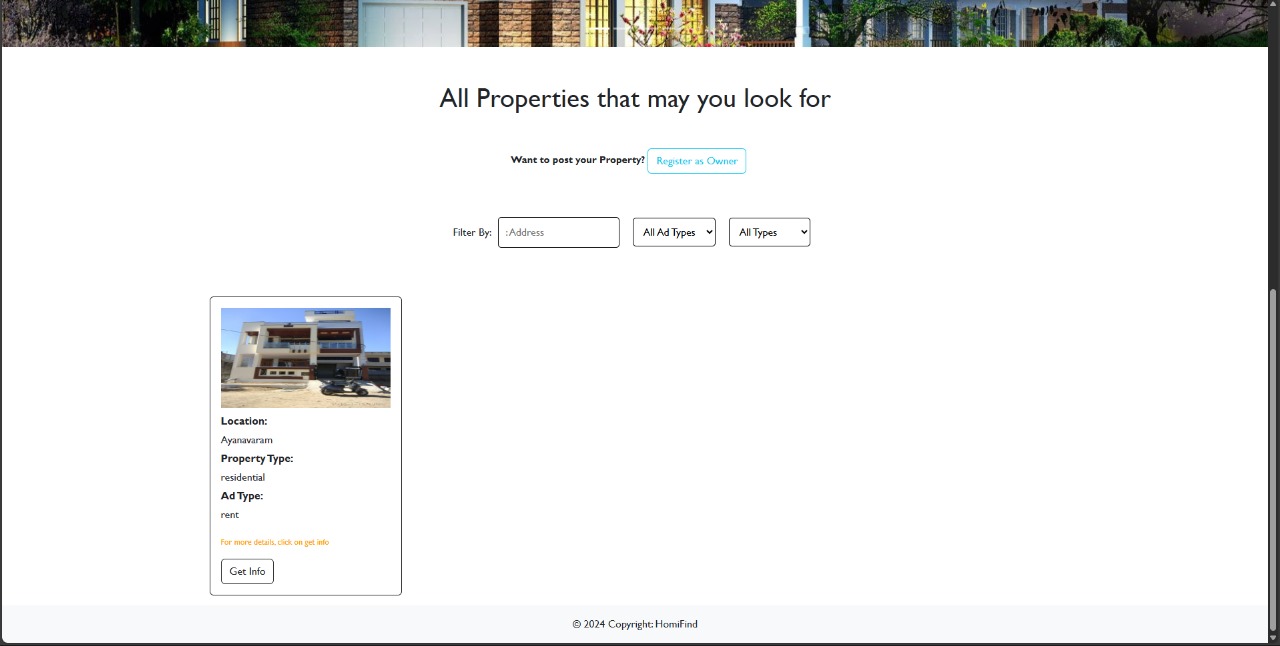 All Properties that may you look for
Want to post your Property? Register as Owner
Filter By: : Address All Ad Types All Types
Location:
Ayanavaram
Property Type:
residential
Ad Type:
rent
For more details, click on get info
Get Info
© 2024 Copyright: HomiFind